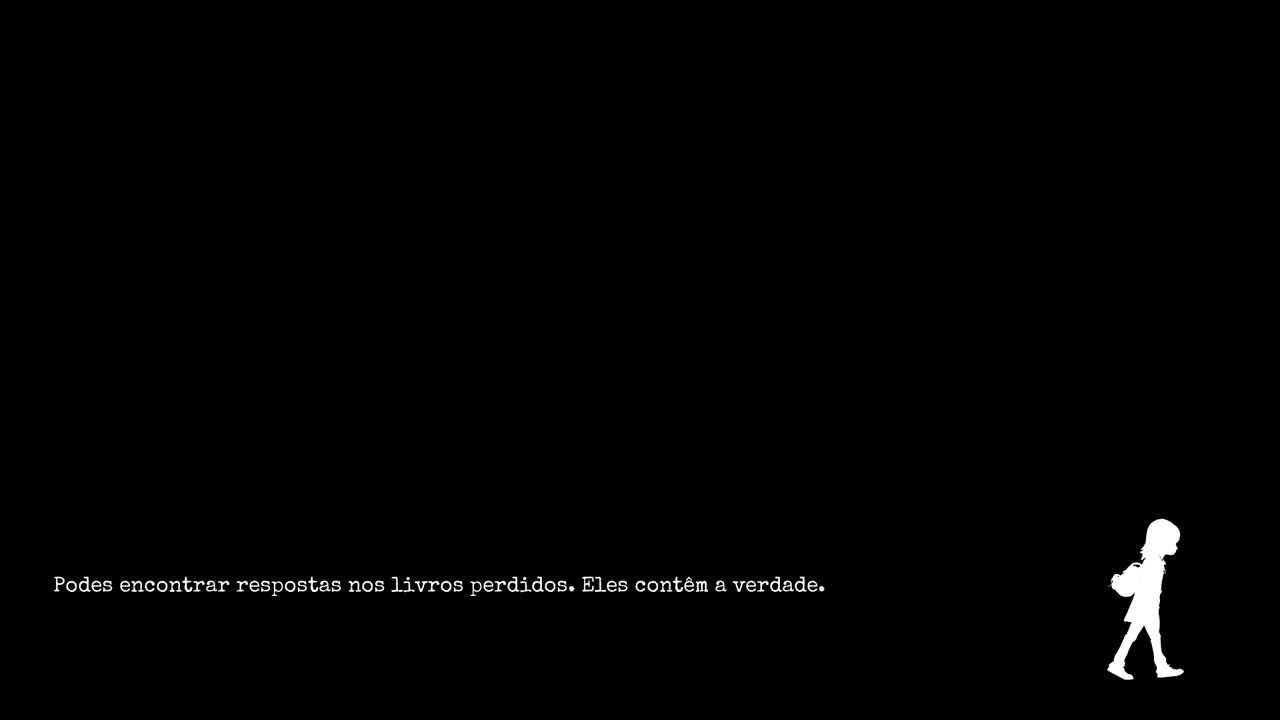 Podes encontrar respostas nos livros perdidos. Eles contêm a verdade.